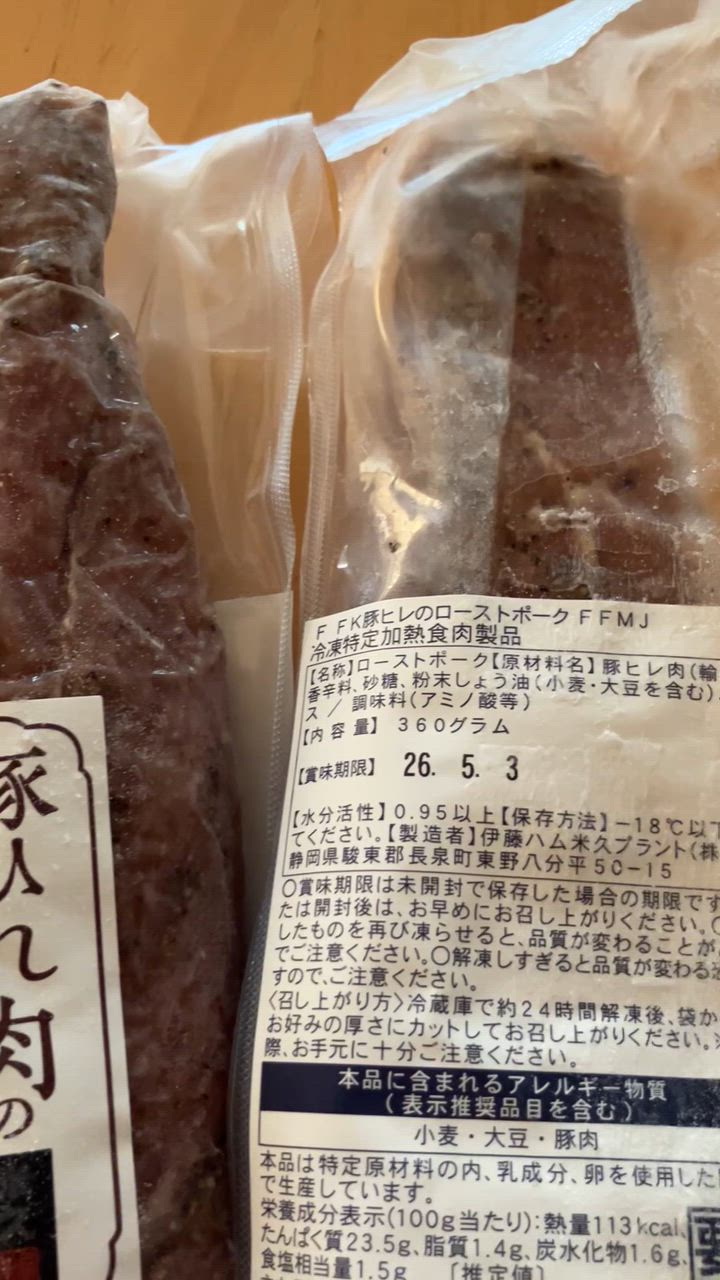 豚ひれ肉の
F FK豚ヒレのローストポークFFMJ
冷凍特定加熱食肉製品
【名称】ローストポーク【原材料名】豚ヒレ肉(輸
香辛料、砂糖、粉末しょう油(小麦・大豆を含む)
ス / 調味料(アミノ酸等)
【内容量】 360グラム
【賞味期限】 26. 5. 3
【水分活性】0.95以上【保存方法】-18℃以下
てください。【製造者】伊藤ハム米久プラント(株
静岡県駿東郡長泉町東野八分平50-15
○賞味期限は未開封で保存した場合の期限です
たは開封後は、お早めにお召し上がりください。○
したものを再び凍らせると、品質が変わることが
でご注意ください。○解凍しすぎると品質が変る
すので、ご注意ください。
〈召し上がり方〉冷蔵庫で約24時間解凍後、袋か
お好みの厚さにカットしてお召し上がりください。※
際、お手元に十分ご注意ください。
本品に含まれるアレルギー物質
(表示推奨品目を含む)
小麦・大豆・豚肉
本品は特定原材料の内、乳成分、卵を使用した
で生産しています。
栄養成分表示(100g当たり):熱量113kcal、
たんぱく質23.5g、脂質1.4g、炭水化物1.6g、
食塩相当量1.5g 〔推定値〕